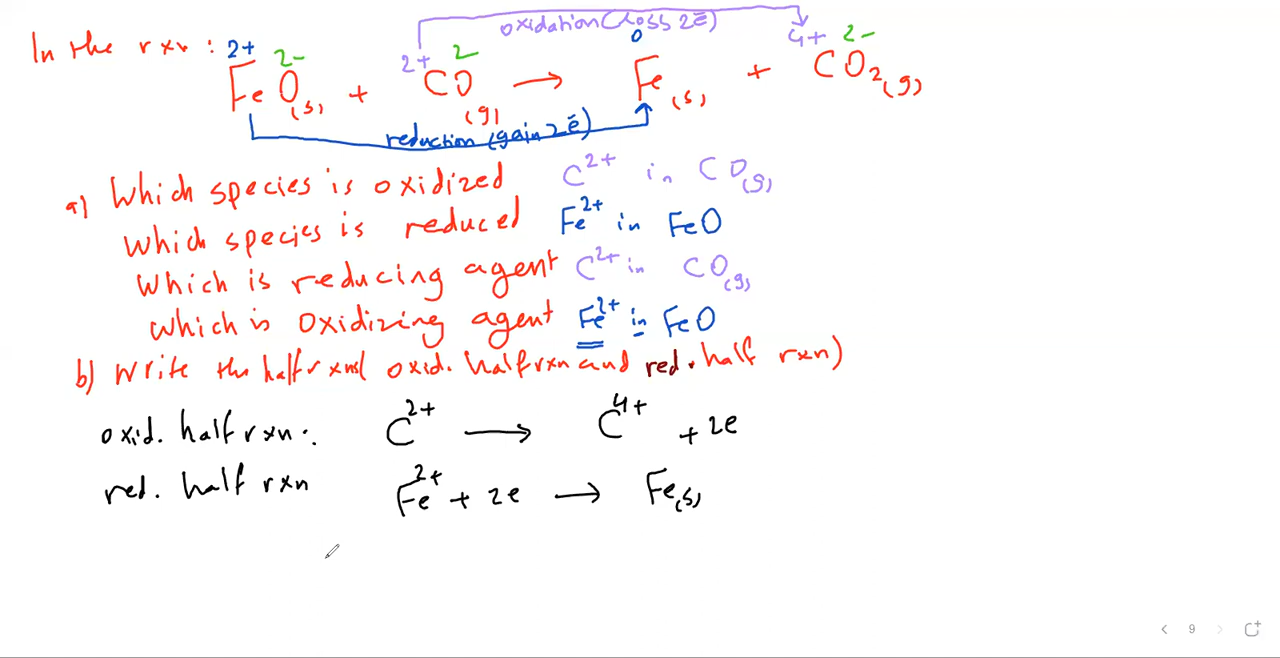 oxidation (loss 2ē)
In the rxn : 2+ 2- 2+ 2- 0 4+ 2-
FeO(s) + CO(g) → Fe(s) + CO2(g)
reduction (gain 2ē)
a) Which species is oxidized C2+ in CO(g)
Which species is reduced Fe2+ in FeO
Which is reducing agent C2+ in CO(g)
Which is oxidizing agent Fe2+ in FeO
b) Write the half rxns( oxid. half rxn and red. half rxn)
oxid. half rxn. C2+ → C4+ + 2e
red. half rxn Fe2+ + 2e → Fe(s)
< 9 >